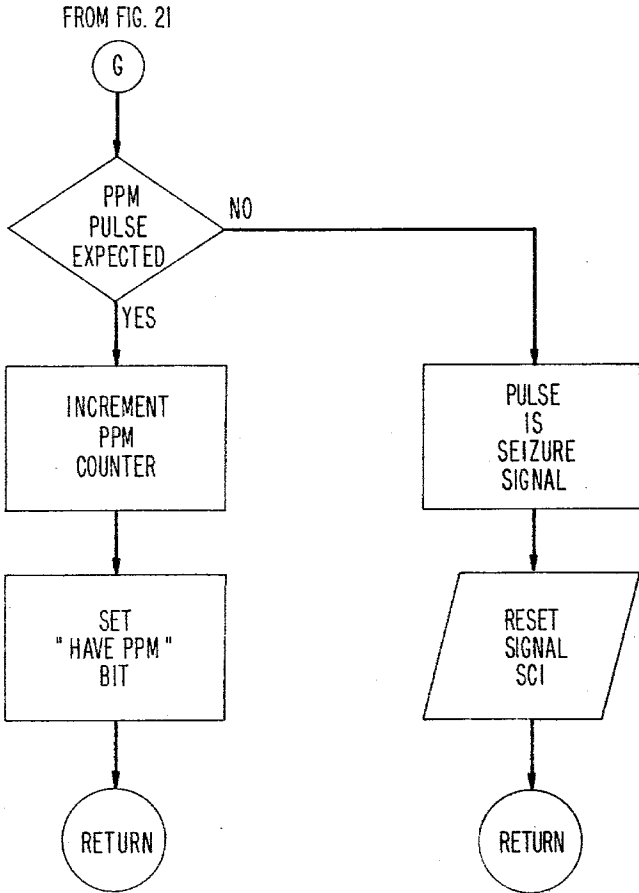 FROM FIG. 21
G
PPM
PULSE
EXPECTED
NO
YES
INCREMENT
PPM
COUNTER
SET
"HAVE PPM"
BIT
RETURN
PULSE
IS
SEIZURE
SIGNAL
RESET
SIGNAL
SCI
RETURN